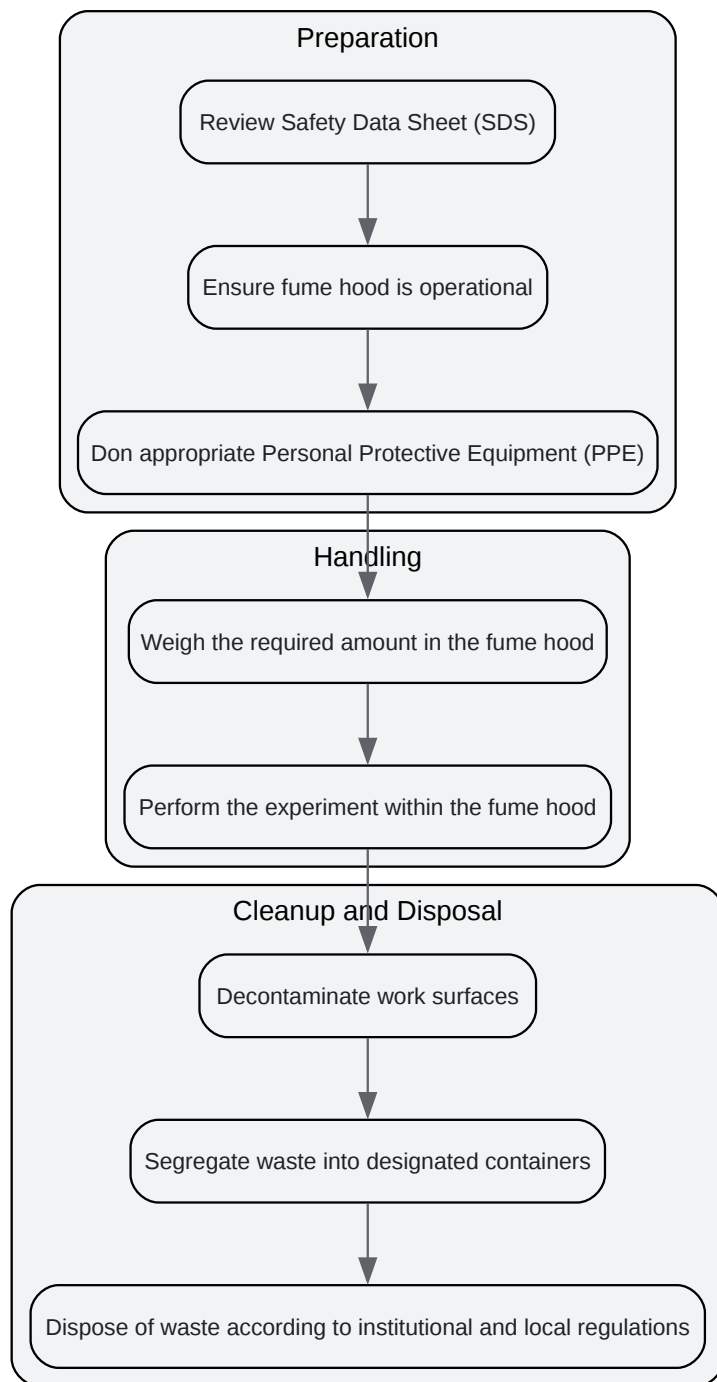 Preparation
Review Safety Data Sheet (SDS)
Ensure fume hood is operational
Don appropriate Personal Protective Equipment (PPE)
Handling
Weigh the required amount in the fume hood
Perform the experiment within the fume hood
Cleanup and Disposal
Decontaminate work surfaces
Segregate waste into designated containers
Dispose of waste according to institutional and local regulations